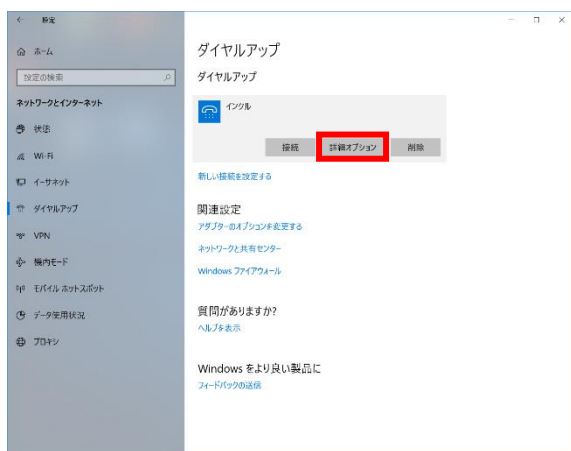 設定
ホーム
設定の検索
ネットワークとインターネット
状態
Wi-Fi
イーサネット
ダイヤルアップ
VPN
機内モード
モバイル ホットスポット
データ使用状況
プロキシ
ダイヤルアップ
ダイヤルアップ
インクル
接続
詳細オプション
削除
新しい接続を設定する
関連設定
アダプターのオプションを変更する
ネットワークと共有センター
Windows ファイアウォール
質問がありますか?
ヘルプを表示
Windows をより良い製品に
フィードバックの送信